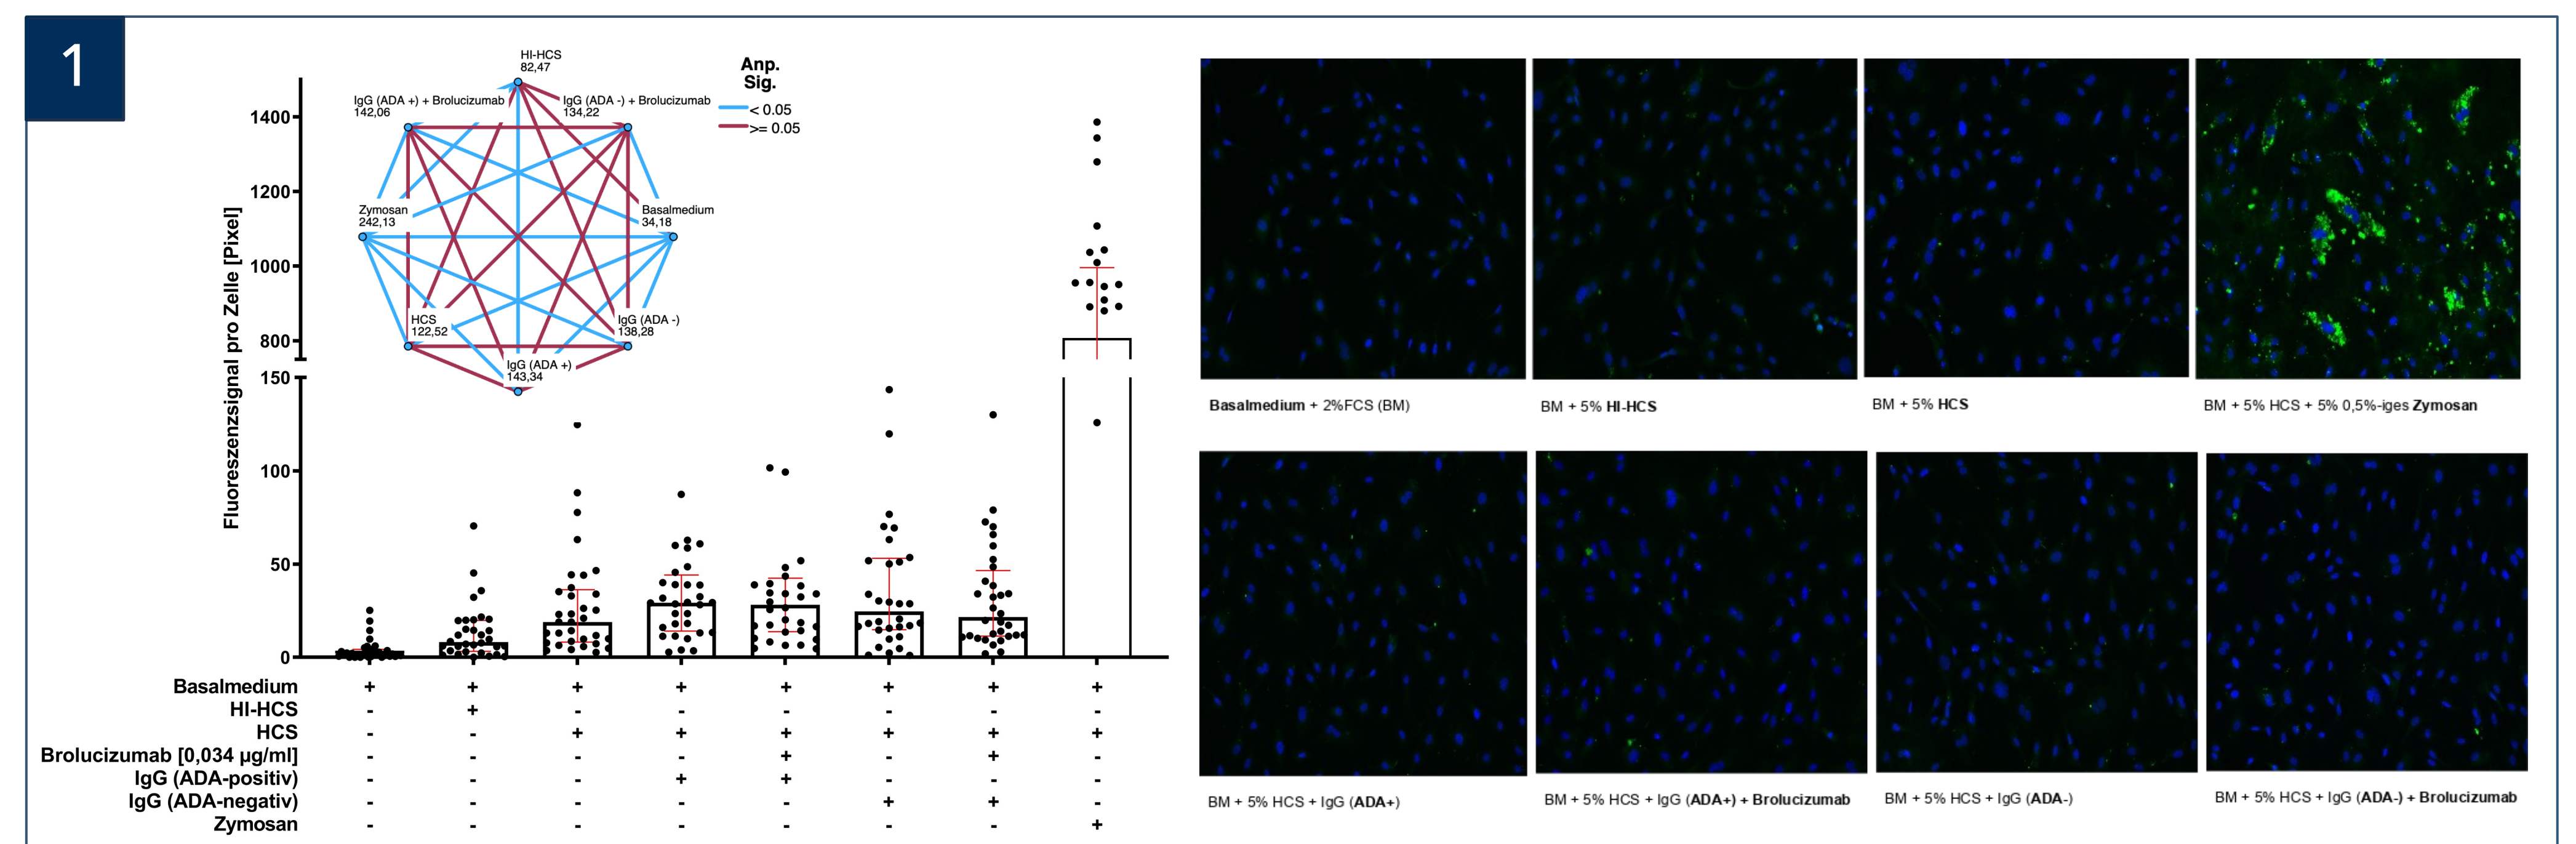 1
HI-HCS
82,47
IgG (ADA +) + Brolucizumab
142,06
IgG (ADA -) + Brolucizumab
134,22
Zymosan
242,13
Basalmedium
34,18
HCS
122,52
IgG (ADA -)
138,28
IgG (ADA +)
143,34
Anp.
Sig.
< 0.05
>= 0.05
Fluoreszenzsignal pro Zelle [Pixel]
1400
1200
1000
800
150
100
50
0
Basalmedium + + + + + + + +
HI-HCS - + - - - - - -
HCS - - + + + + + +
Brolucizumab [0,034 µg/ml] - - - - + - + -
IgG (ADA-positiv) - - - + + - - -
IgG (ADA-negativ) - - - - - + + -
Zymosan - - - - - - - +
Basalmedium + 2%FCS (BM)
BM + 5% HI-HCS
BM + 5% HCS
BM + 5% HCS + 5% 0,5%-iges Zymosan
BM + 5% HCS + IgG (ADA+)
BM + 5% HCS + IgG (ADA+) + Brolucizumab
BM + 5% HCS + IgG (ADA-)
BM + 5% HCS + IgG (ADA-) + Brolucizumab